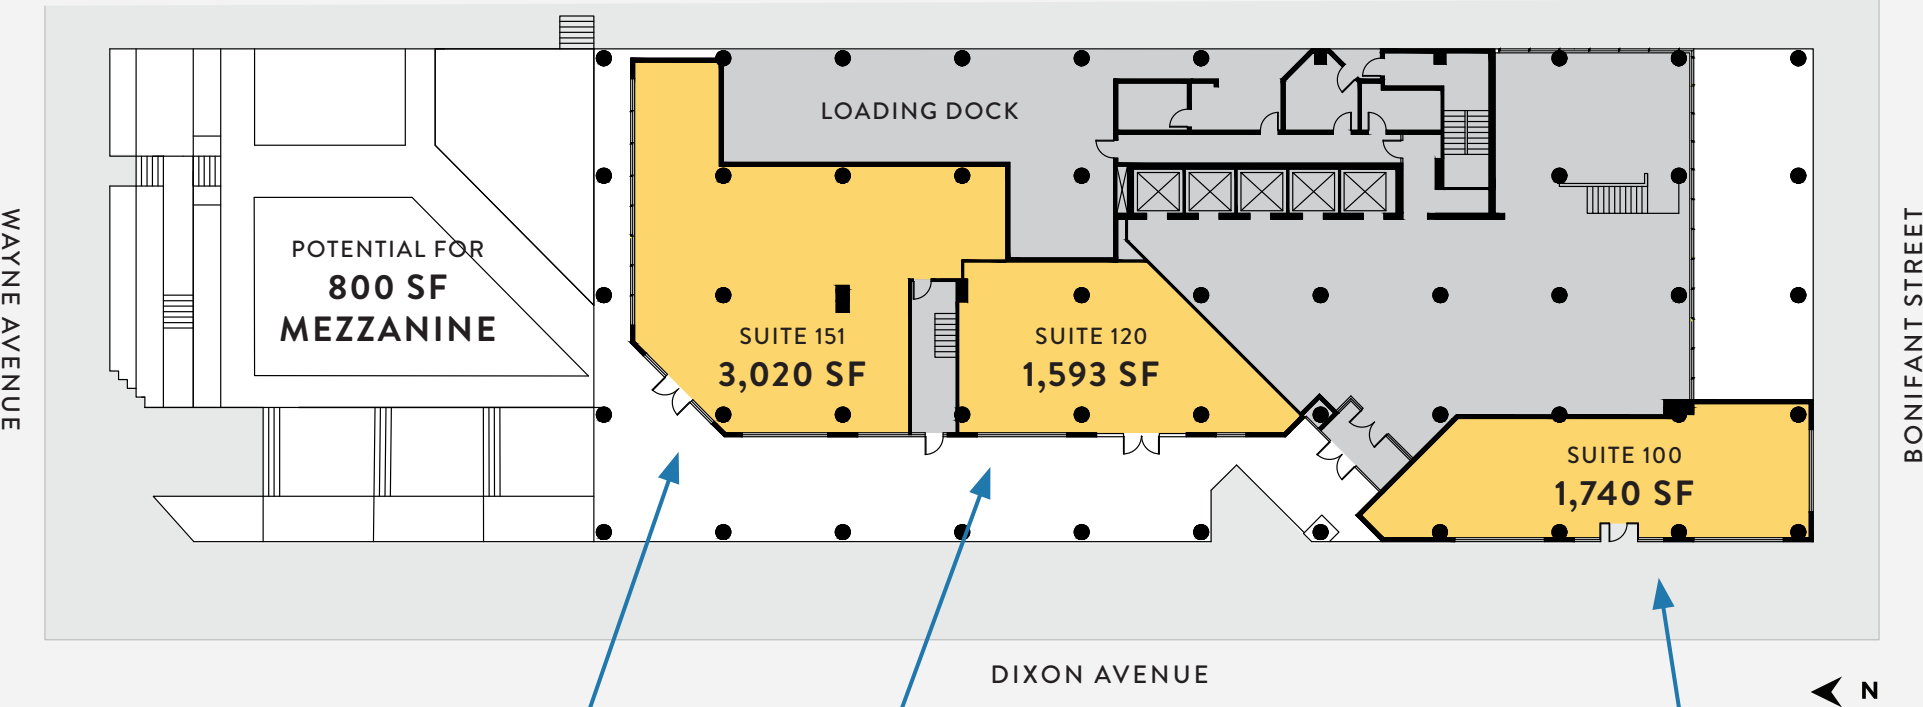 LOADING DOCK
WAYNE AVENUE
POTENTIAL FOR
800 SF
MEZZANINE
SUITE 151
3,020 SF
SUITE 120
1,593 SF
SUITE 100
1,740 SF
BONIFANT STREET
DIXON AVENUE
N